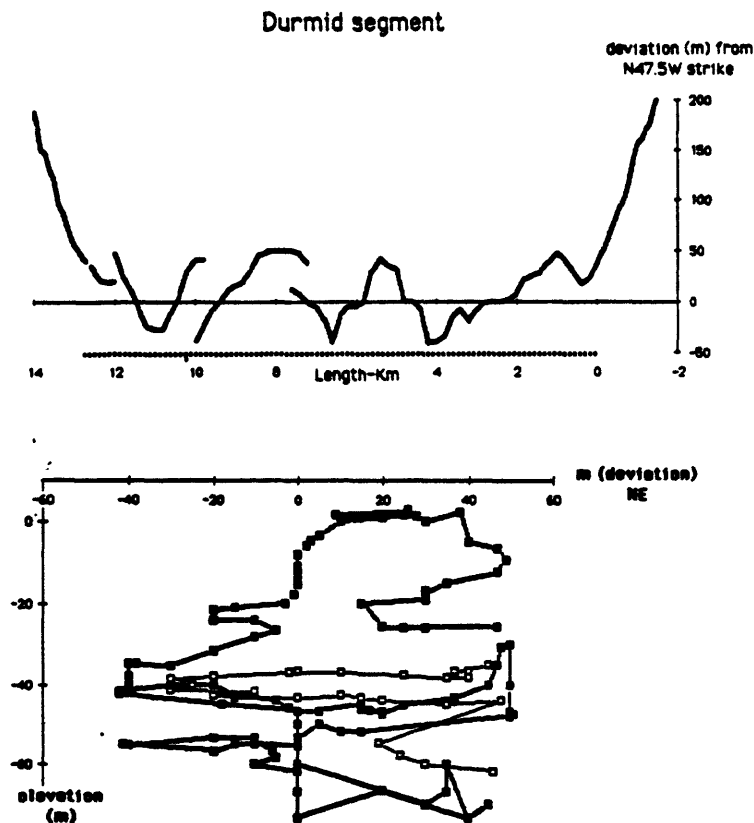 Durmid segment
deviation (m) from
N47.5W strike
200
150
100
50
0
-50
14 12 10 8 6 4 2 0 -2
Length-Km
m (deviation)
NE
-60 -40 -20 0 20 40 60
0
-20
-40
-60
elevation
(m)